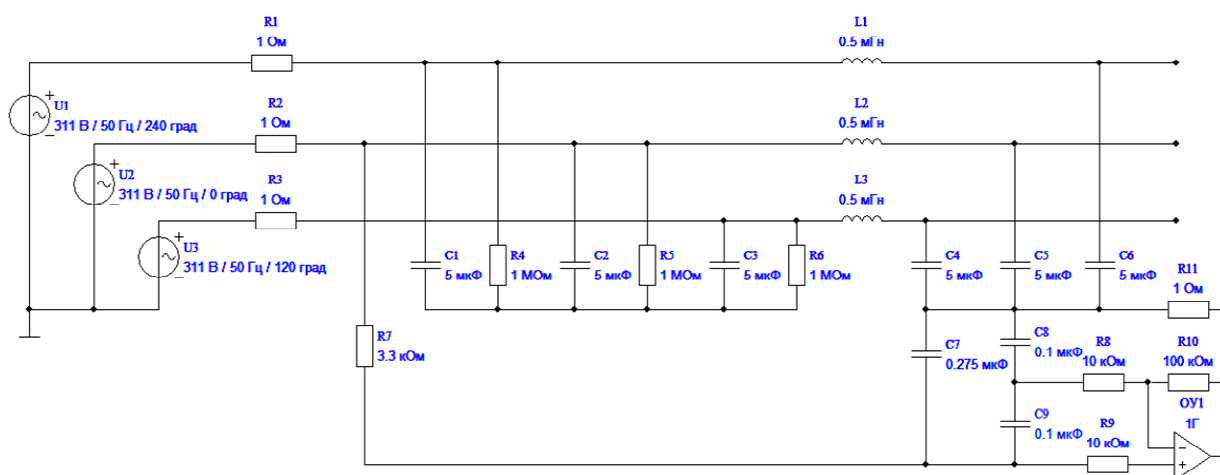 R1
1 Ом
L1
0.5 мГн
U1
311 В / 50 Гц / 240 град
R2
1 Ом
L2
0.5 мГн
U2
311 В / 50 Гц / 0 град
R3
1 Ом
L3
0.5 мГн
U3
311 В / 50 Гц / 120 град
C1
5 мкФ
R4
1 МОм
C2
5 мкФ
R5
1 МОм
C3
5 мкФ
R6
1 МОм
C4
5 мкФ
C5
5 мкФ
C6
5 мкФ
R11
1 Ом
R7
3.3 кОм
C7
0.275 мкФ
C8
0.1 мкФ
R8
10 кОм
R10
100 кОм
C9
0.1 мкФ
R9
10 кОм
ОУ1
1Г